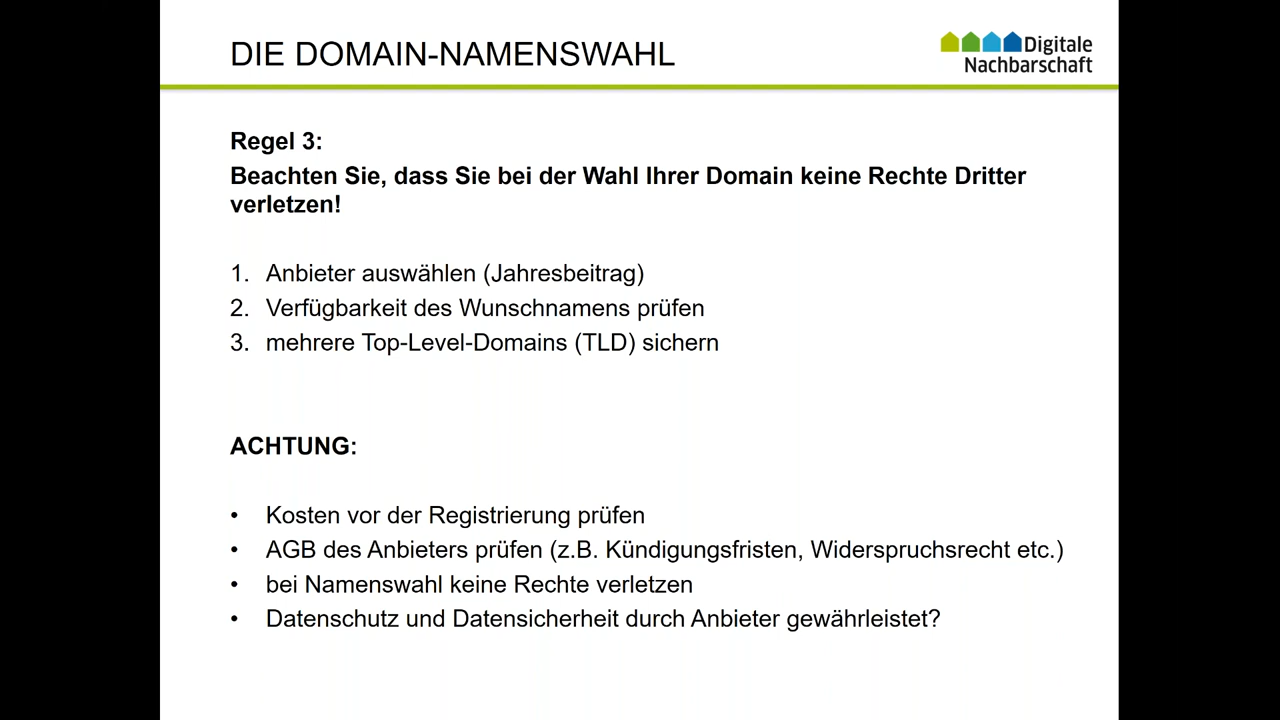 DIE DOMAIN-NAMENSWAHL
Digitale
Nachbarschaft
Regel 3:
Beachten Sie, dass Sie bei der Wahl Ihrer Domain keine Rechte Dritter
verletzen!
1. Anbieter auswählen (Jahresbeitrag)
2. Verfügbarkeit des Wunschnamens prüfen
3. mehrere Top-Level-Domains (TLD) sichern
ACHTUNG:
• Kosten vor der Registrierung prüfen
• AGB des Anbieters prüfen (z.B. Kündigungsfristen, Widerspruchsrecht etc.)
• bei Namenswahl keine Rechte verletzen
• Datenschutz und Datensicherheit durch Anbieter gewährleistet?